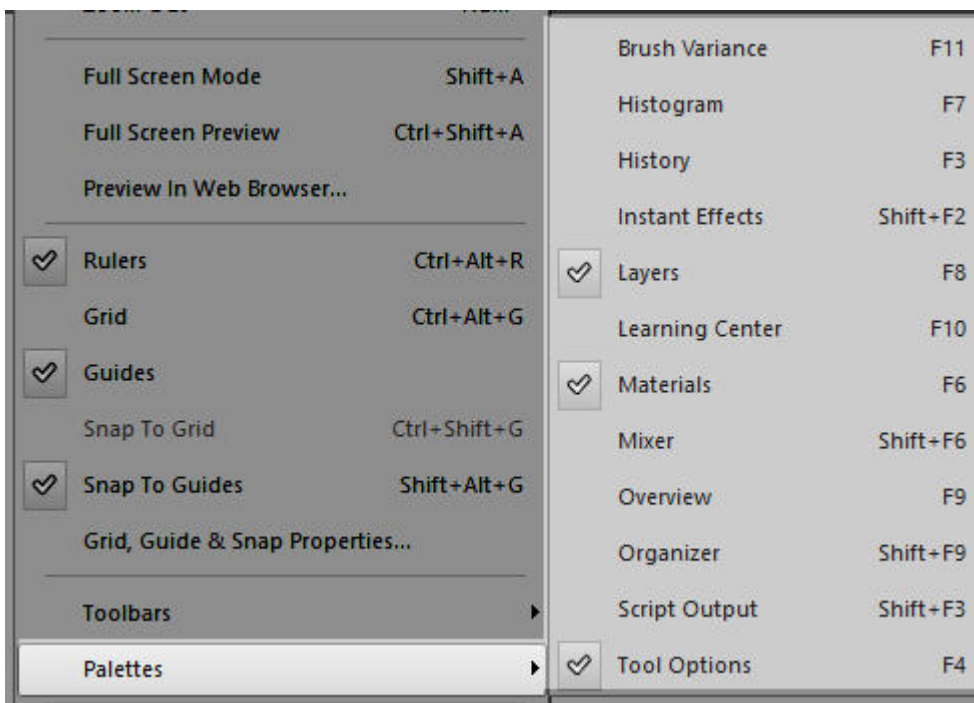 Full Screen Mode Shift+A
Full Screen Preview Ctrl+Shift+A
Preview In Web Browser...
Rulers Ctrl+Alt+R
Grid Ctrl+Alt+G
Guides
Snap To Grid Ctrl+Shift+G
Snap To Guides Shift+Alt+G
Grid, Guide & Snap Properties...
Toolbars
Palettes
Brush Variance F11
Histogram F7
History F3
Instant Effects Shift+F2
Layers F8
Learning Center F10
Materials F6
Mixer Shift+F6
Overview F9
Organizer Shift+F9
Script Output Shift+F3
Tool Options F4